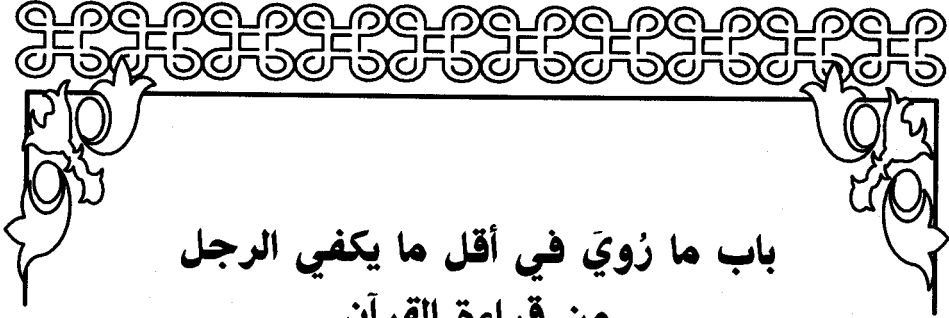 باب ما رُويَ في أقل ما يكفي الرجل
من قراءة القرآن